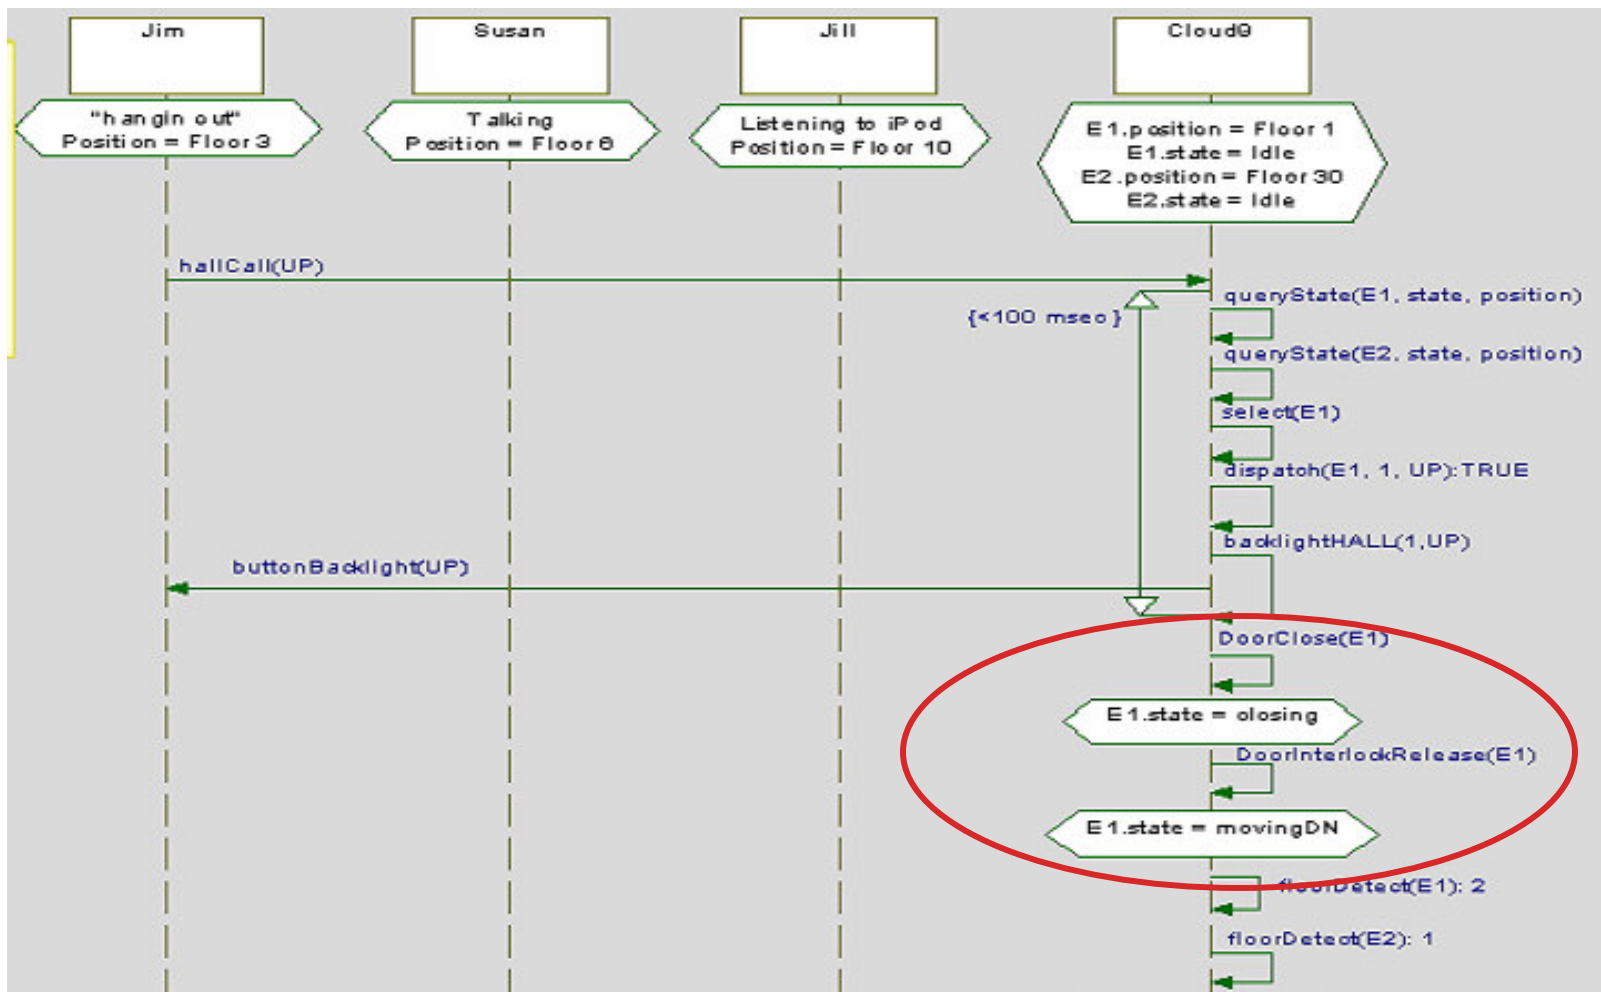 Jim
Susan
Jill
Cloud9
"hangin out"
Position = Floor 3
Talking
Position = Floor 6
Listening to iPod
Position = Floor 10
E1.position = Floor 1
E1.state = Idle
E2.position = Floor 30
E2.state = Idle
hallCall(UP)
queryState(E1, state, position)
{<100 msec}
queryState(E2, state, position)
select(E1)
dispatch(E1, 1, UP):TRUE
backlightHALL(1,UP)
buttonBacklight(UP)
DoorClose(E1)
E1.state = closing
DoorInterlockRelease(E1)
E1.state = movingDN
floorDetect(E1): 2
floorDetect(E2): 1